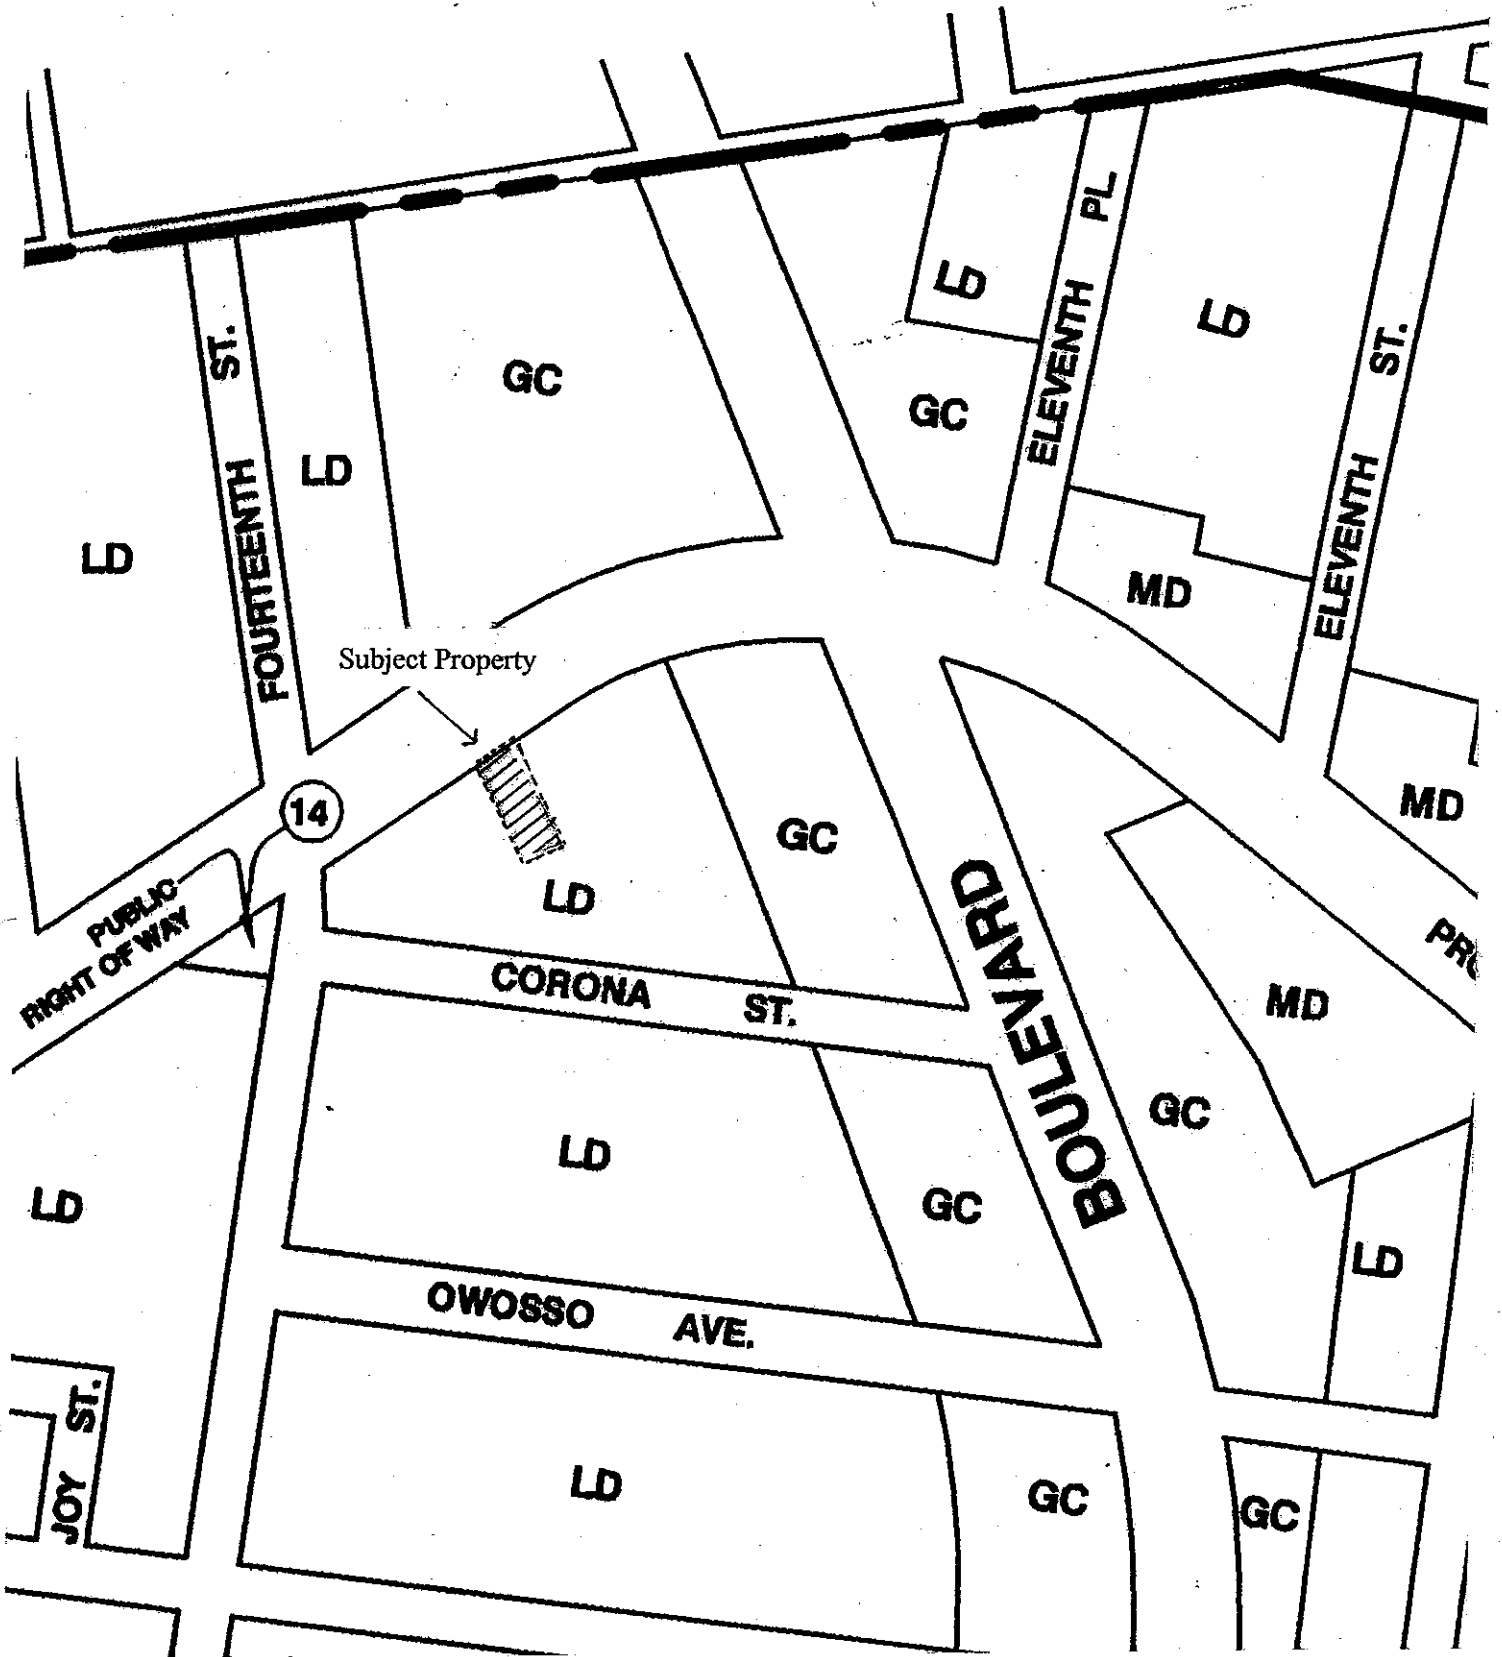 ELEVENTH PL
LD
LD
ELEVENTH ST.
FOURTEENTH ST.
GC
GC
LD
LD
MD
Subject Property
14
GC
MD
LD
PUBLIC
RIGHT OF WAY
BOULEVARD
CORONA ST.
MD
GC
LD
LD
GC
LD
OWOSSO AVE.
JOY ST.
LD
GC
GC